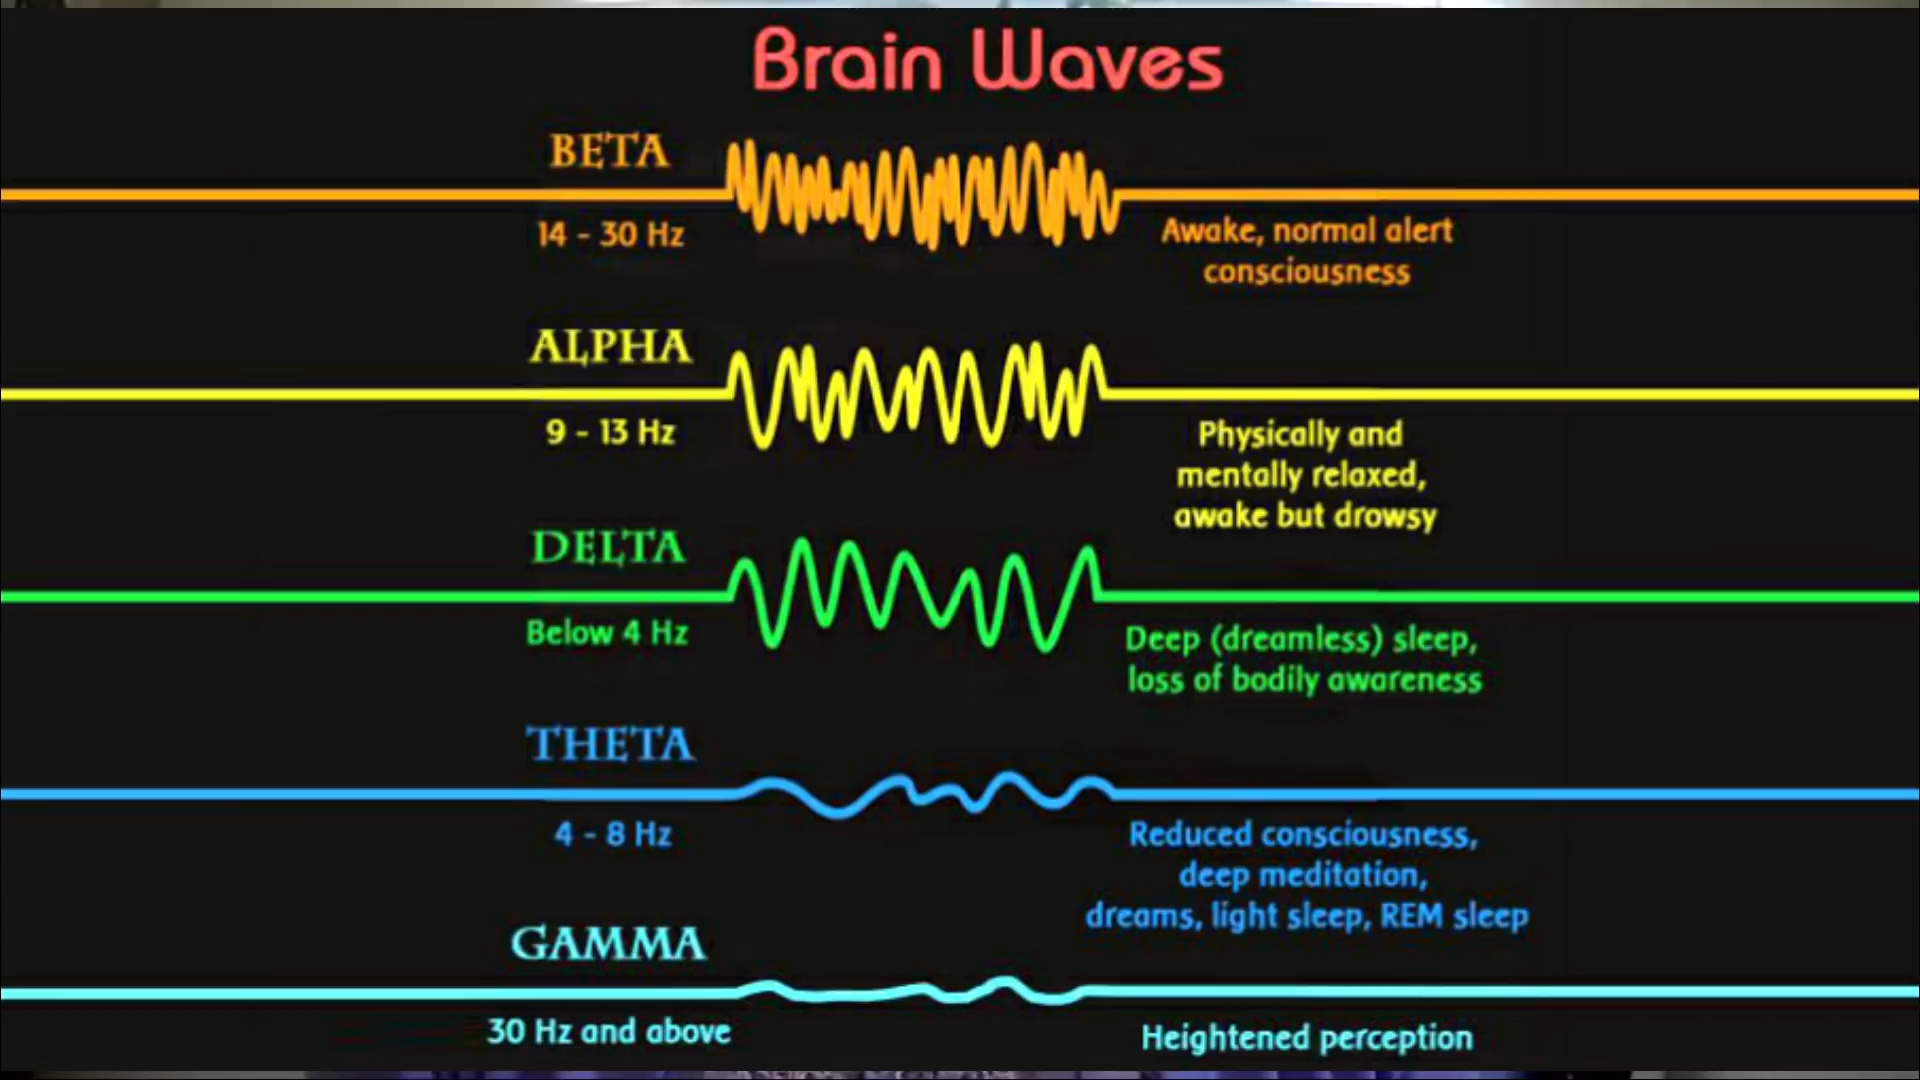 Brain Waves
BETA
14 - 30 Hz
Awake, normal alert
consciousness
ALPHA
9 - 13 Hz
Physically and
mentally relaxed,
awake but drowsy
DELTA
Below 4 Hz
Deep (dreamless) sleep,
loss of bodily awareness
THETA
4 - 8 Hz
Reduced consciousness,
deep meditation,
dreams, light sleep, REM sleep
GAMMA
30 Hz and above
Heightened perception